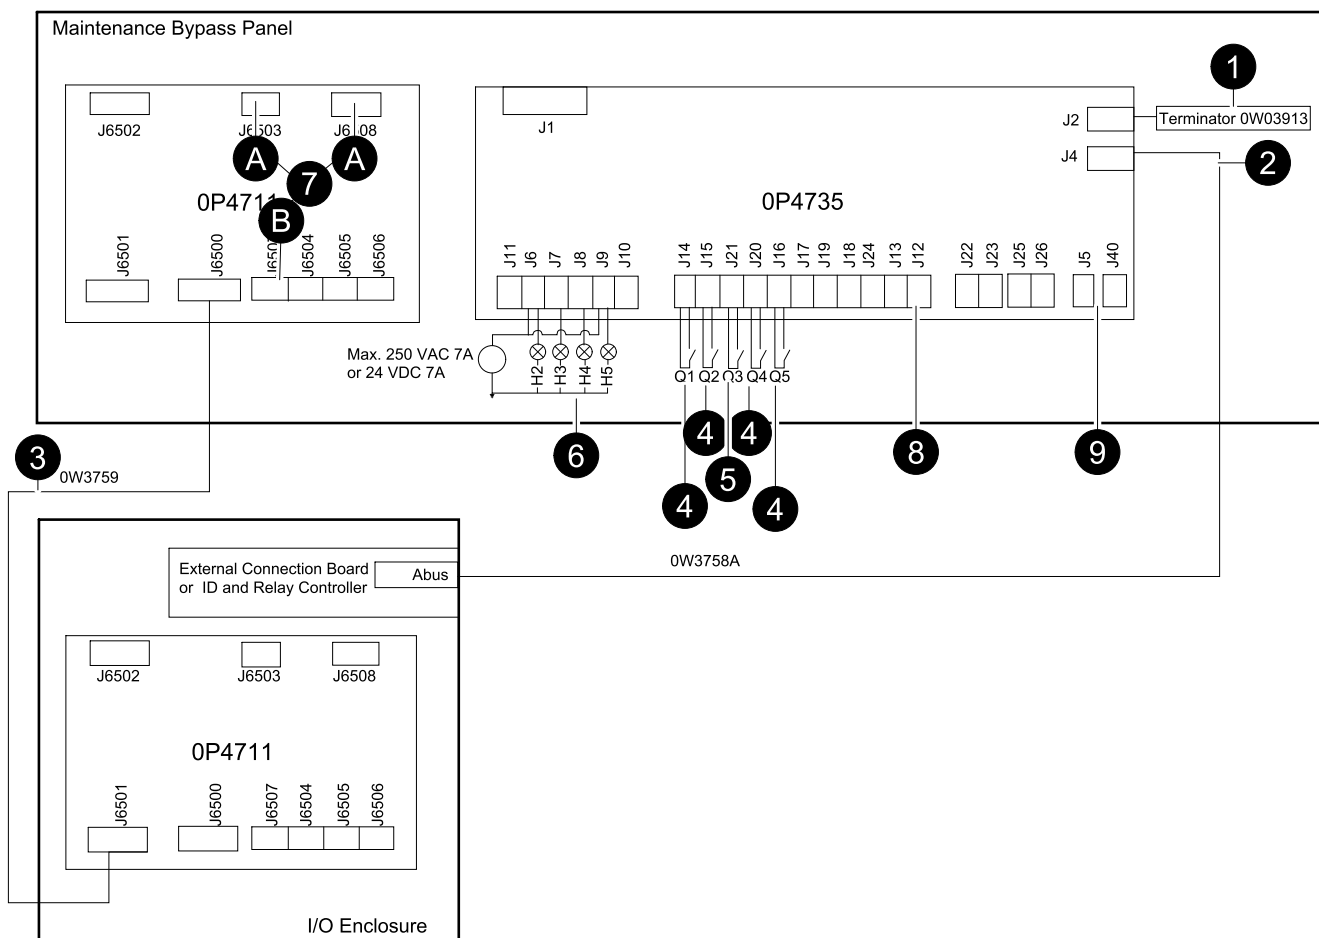 Maintenance Bypass Panel
1
J6502
J6503
J6508
J1
J2
Terminator 0W03913
J4
A
A
7
2
0P4711
B
0P4735
J6501
J6500
J6507
J6504
J6505
J6506
J11
J6
J7
J8
J9
J10
J14
J15
J21
J20
J16
J17
J19
J18
J24
J13
J12
J22
J23
J25
J26
J5
J40
Max. 250 VAC 7A
or 24 VDC 7A
H2
H3
H4
H5
Q1
Q2
Q3
Q4
Q5
3
0W3759
6
4
4
5
4
4
8
9
External Connection Board
or ID and Relay Controller
Abus
0W3758A
J6502
J6503
J6508
0P4711
J6501
J6500
J6507
J6504
J6505
J6506
I/O Enclosure